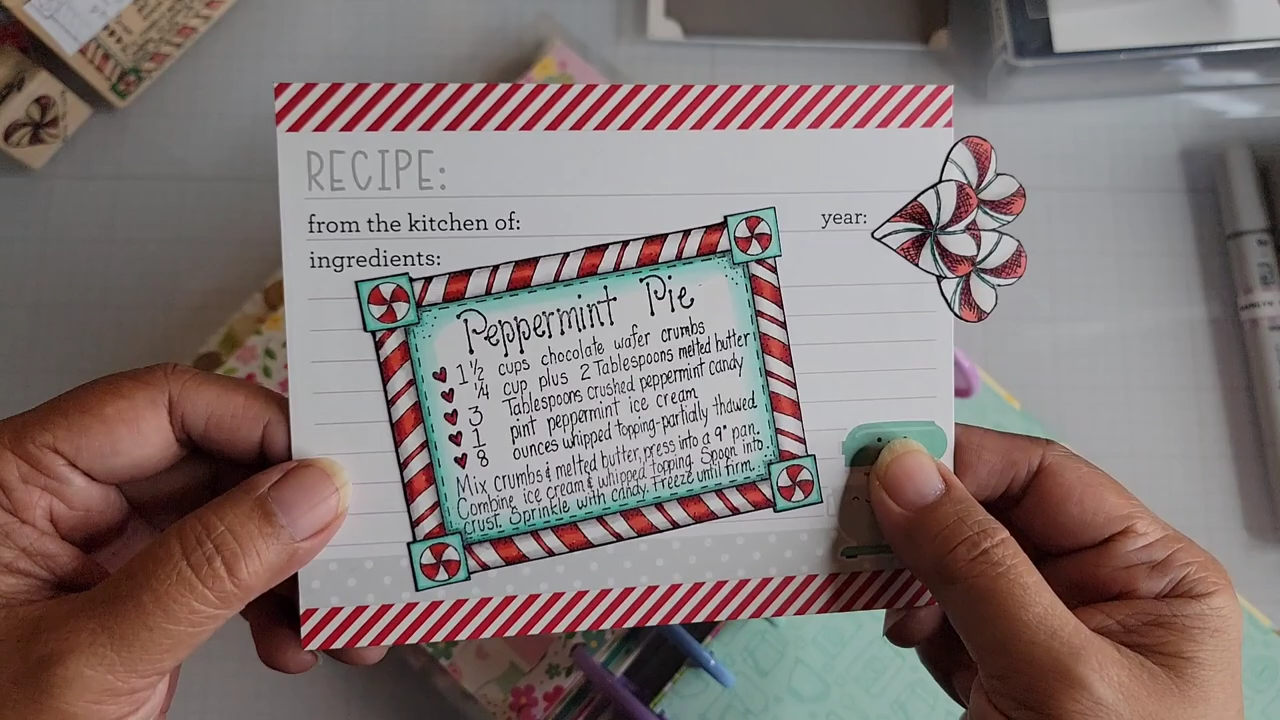 RECIPE:
from the kitchen of:
year:
ingredients:
Peppermint Pie
1 1/2 cups chocolate wafer crumbs
1/4 cup plus 2 Tablespoons melted butter
3 Tablespoons crushed peppermint candy
1 pint peppermint ice cream
8 ounces whipped topping-partially thawed
Mix crumbs & melted butter, press into a 9" pan.
Combine ice cream & whipped topping. Spoon into
crust. Sprinkle with candy. Freeze until firm.